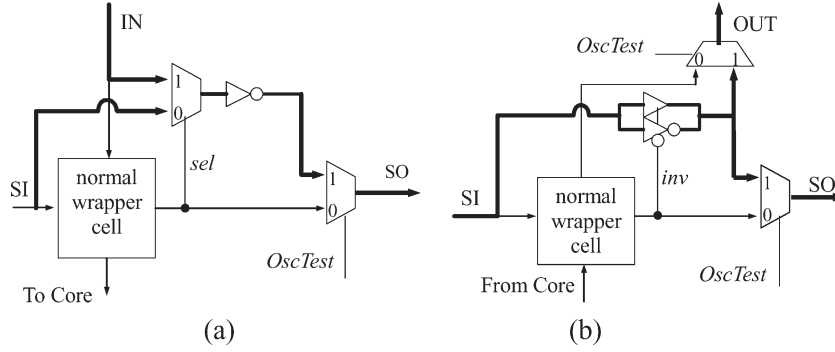 IN
1
0
sel
SI
normal
wrapper
cell
1
0
SO
OscTest
To Core
(a)
OUT
OscTest
0 1
inv
SI
normal
wrapper
cell
1
0
SO
OscTest
From Core
(b)